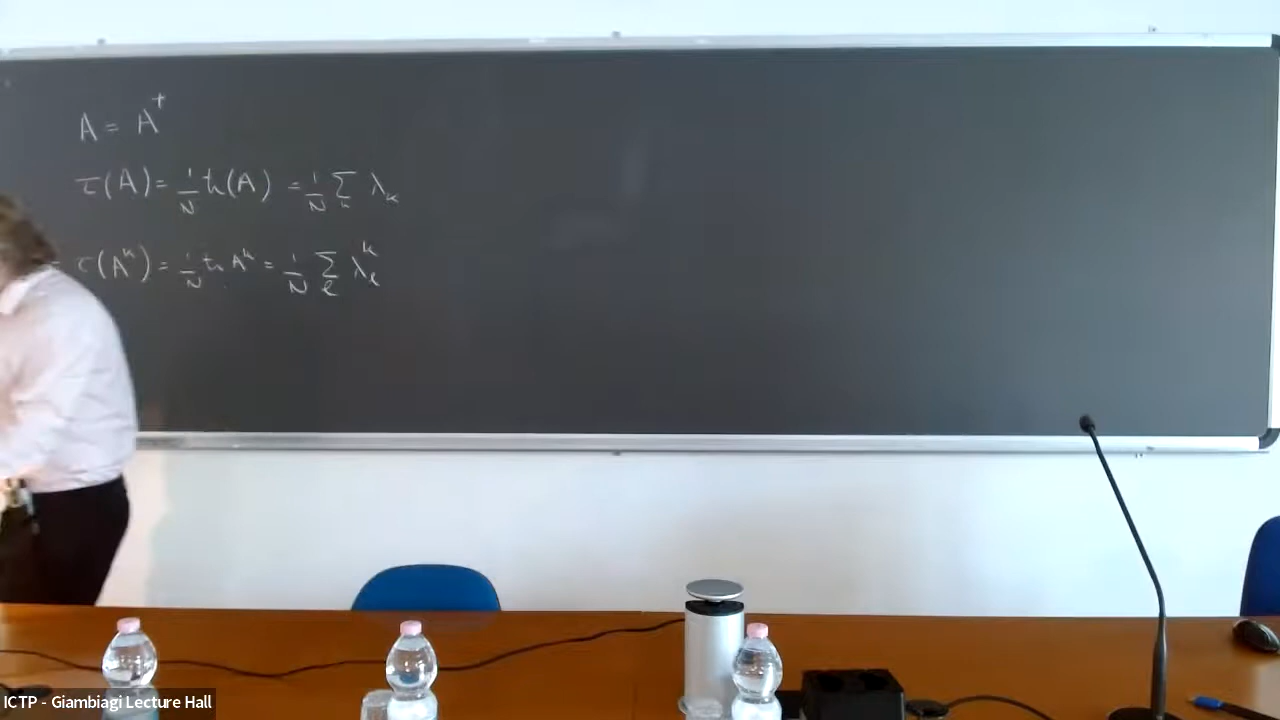 A = A†
τ(A) = 1/N tr(A) = 1/N Σ_k λ_k
τ(A^k) = 1/N tr A^k = 1/N Σ_ℓ λ_ℓ^k
ICTP - Giambiagi Lecture Hall